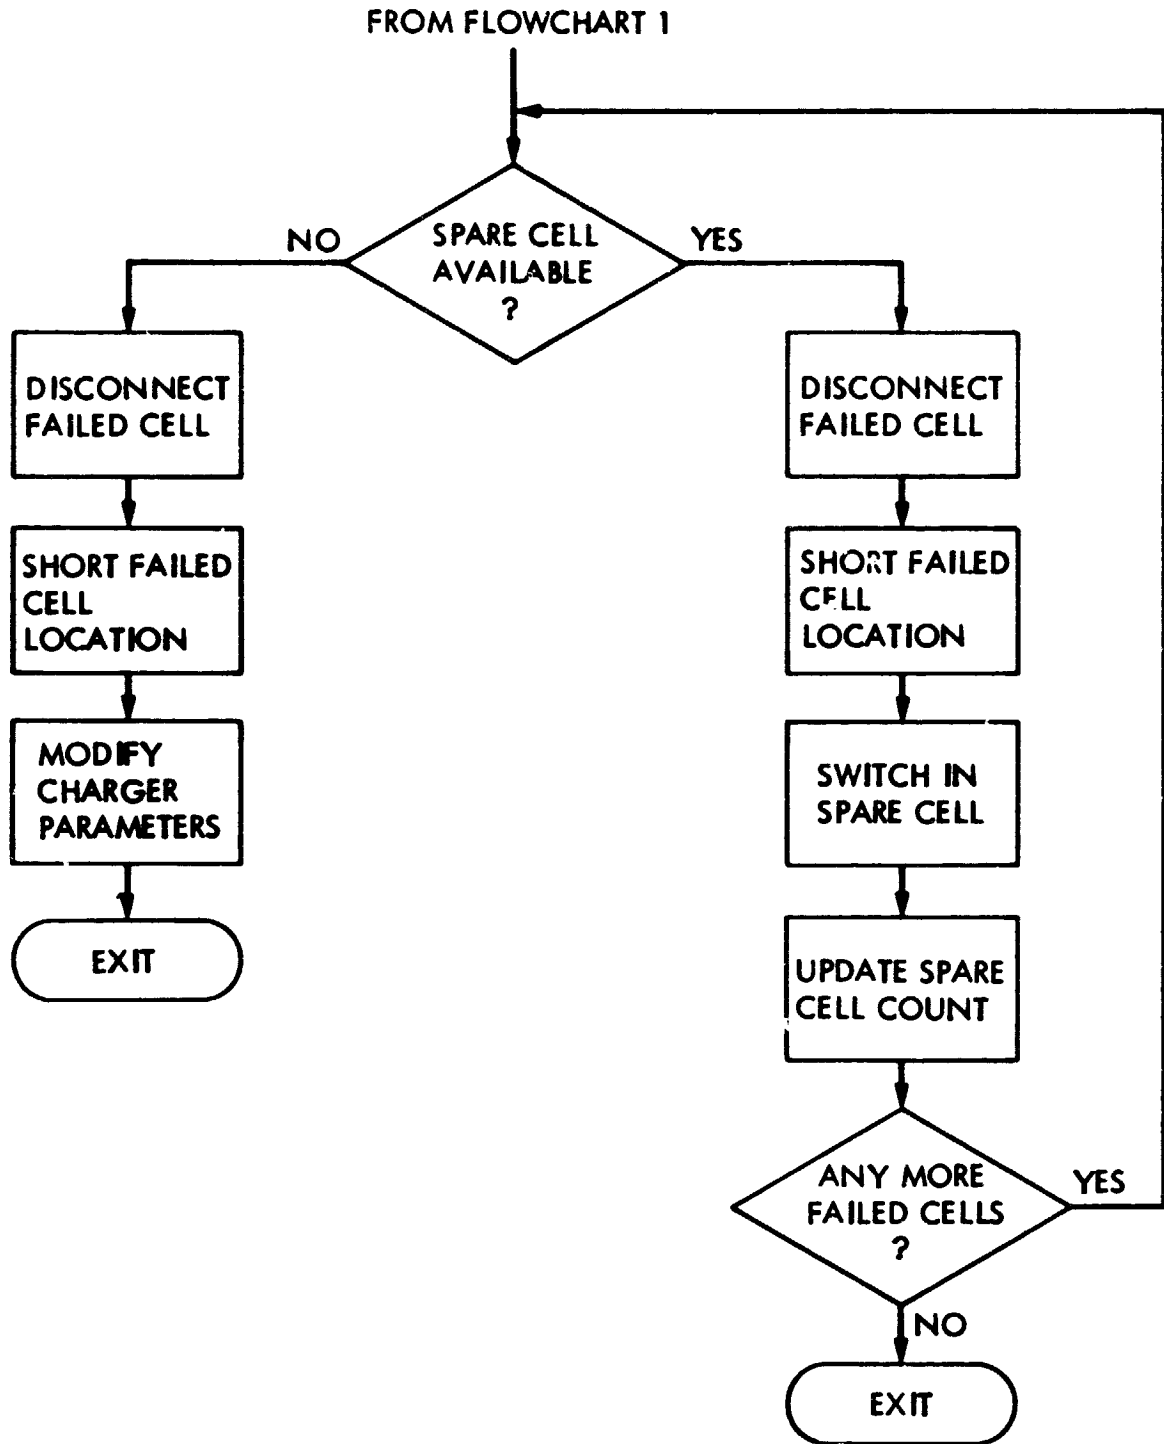 FROM FLOWCHART 1
SPARE CELL
AVAILABLE
?
NO
YES
DISCONNECT
FAILED CELL
SHORT FAILED
CELL
LOCATION
MODIFY
CHARGER
PARAMETERS
EXIT
DISCONNECT
FAILED CELL
SHORT FAILED
CELL
LOCATION
SWITCH IN
SPARE CELL
UPDATE SPARE
CELL COUNT
ANY MORE
FAILED CELLS
?
YES
NO
EXIT